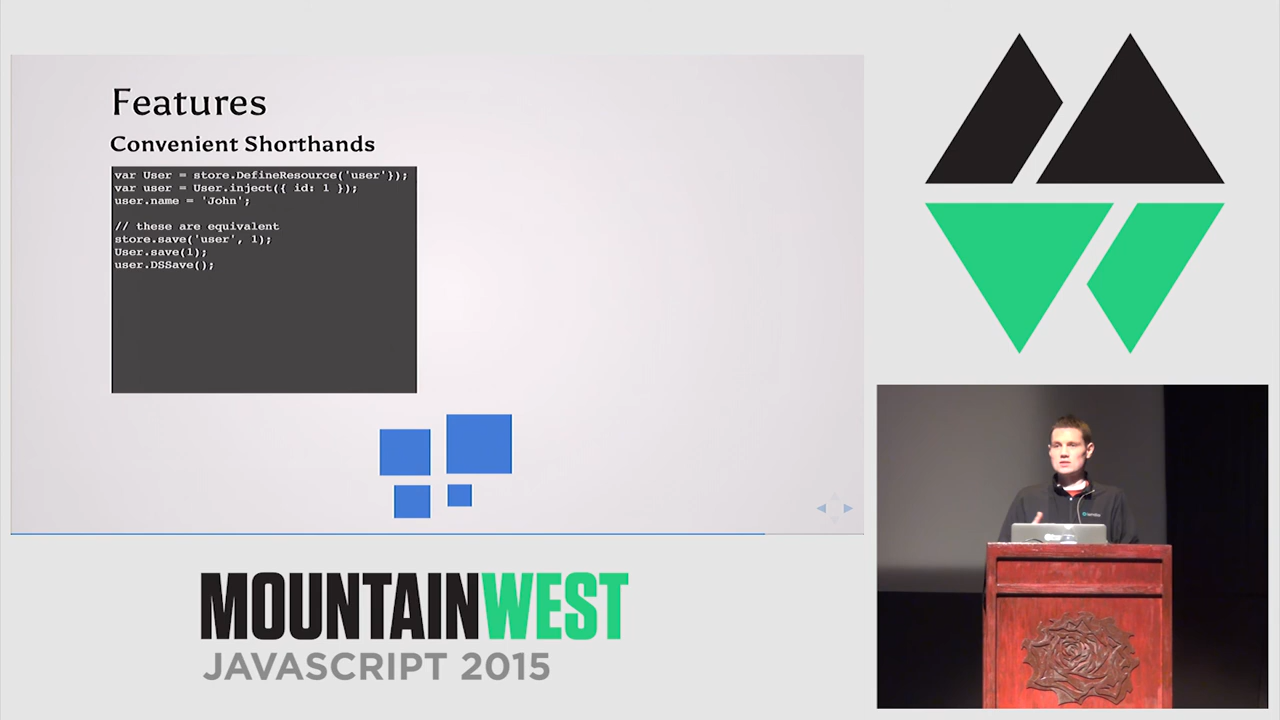 Features
Convenient Shorthands
var User = store.DefineResource('user'});
var user = User.inject({ id: 1 });
user.name = 'John';
// these are equivalent
store.save('user', 1);
User.save(1);
user.DSSave();
MOUNTAINWEST
JAVASCRIPT 2015